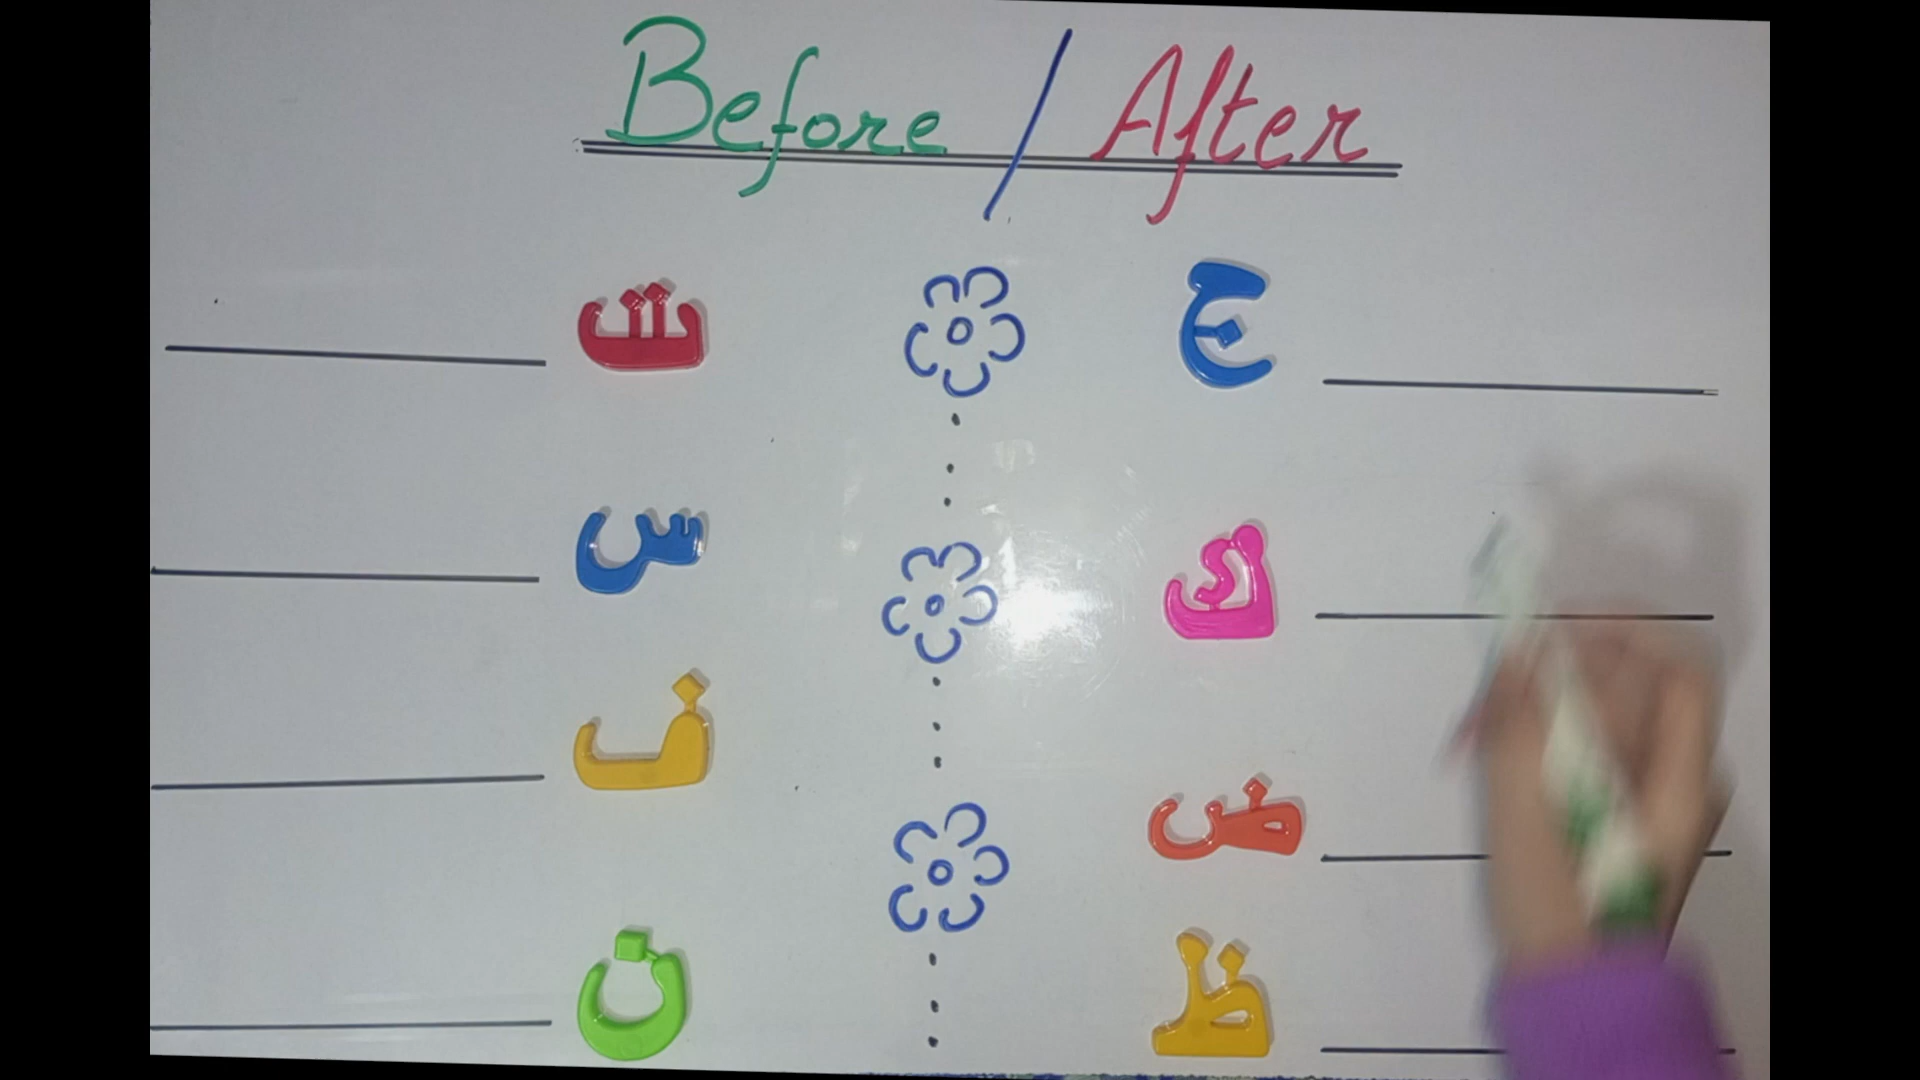 Before / After
ت ج
س ك
ف ض
ن ظ